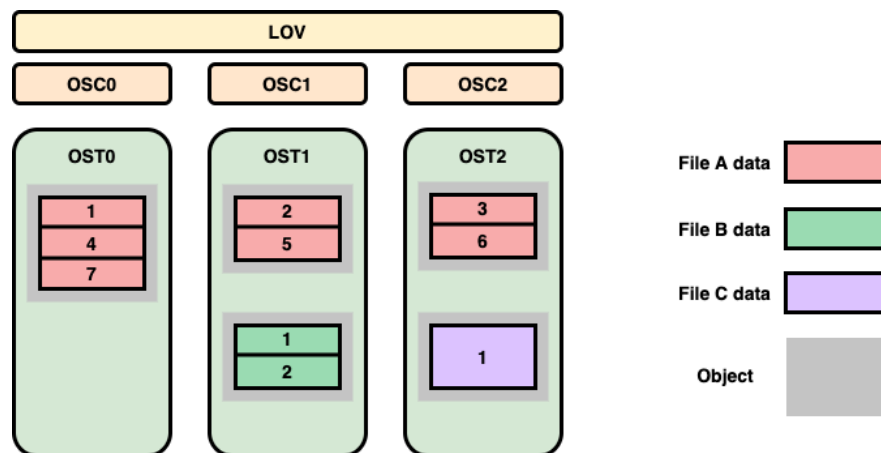 LOV
OSC0 OSC1 OSC2
OST0 OST1 OST2
1
4
7
2
5
3
6
1
2
1
File A data
File B data
File C data
Object